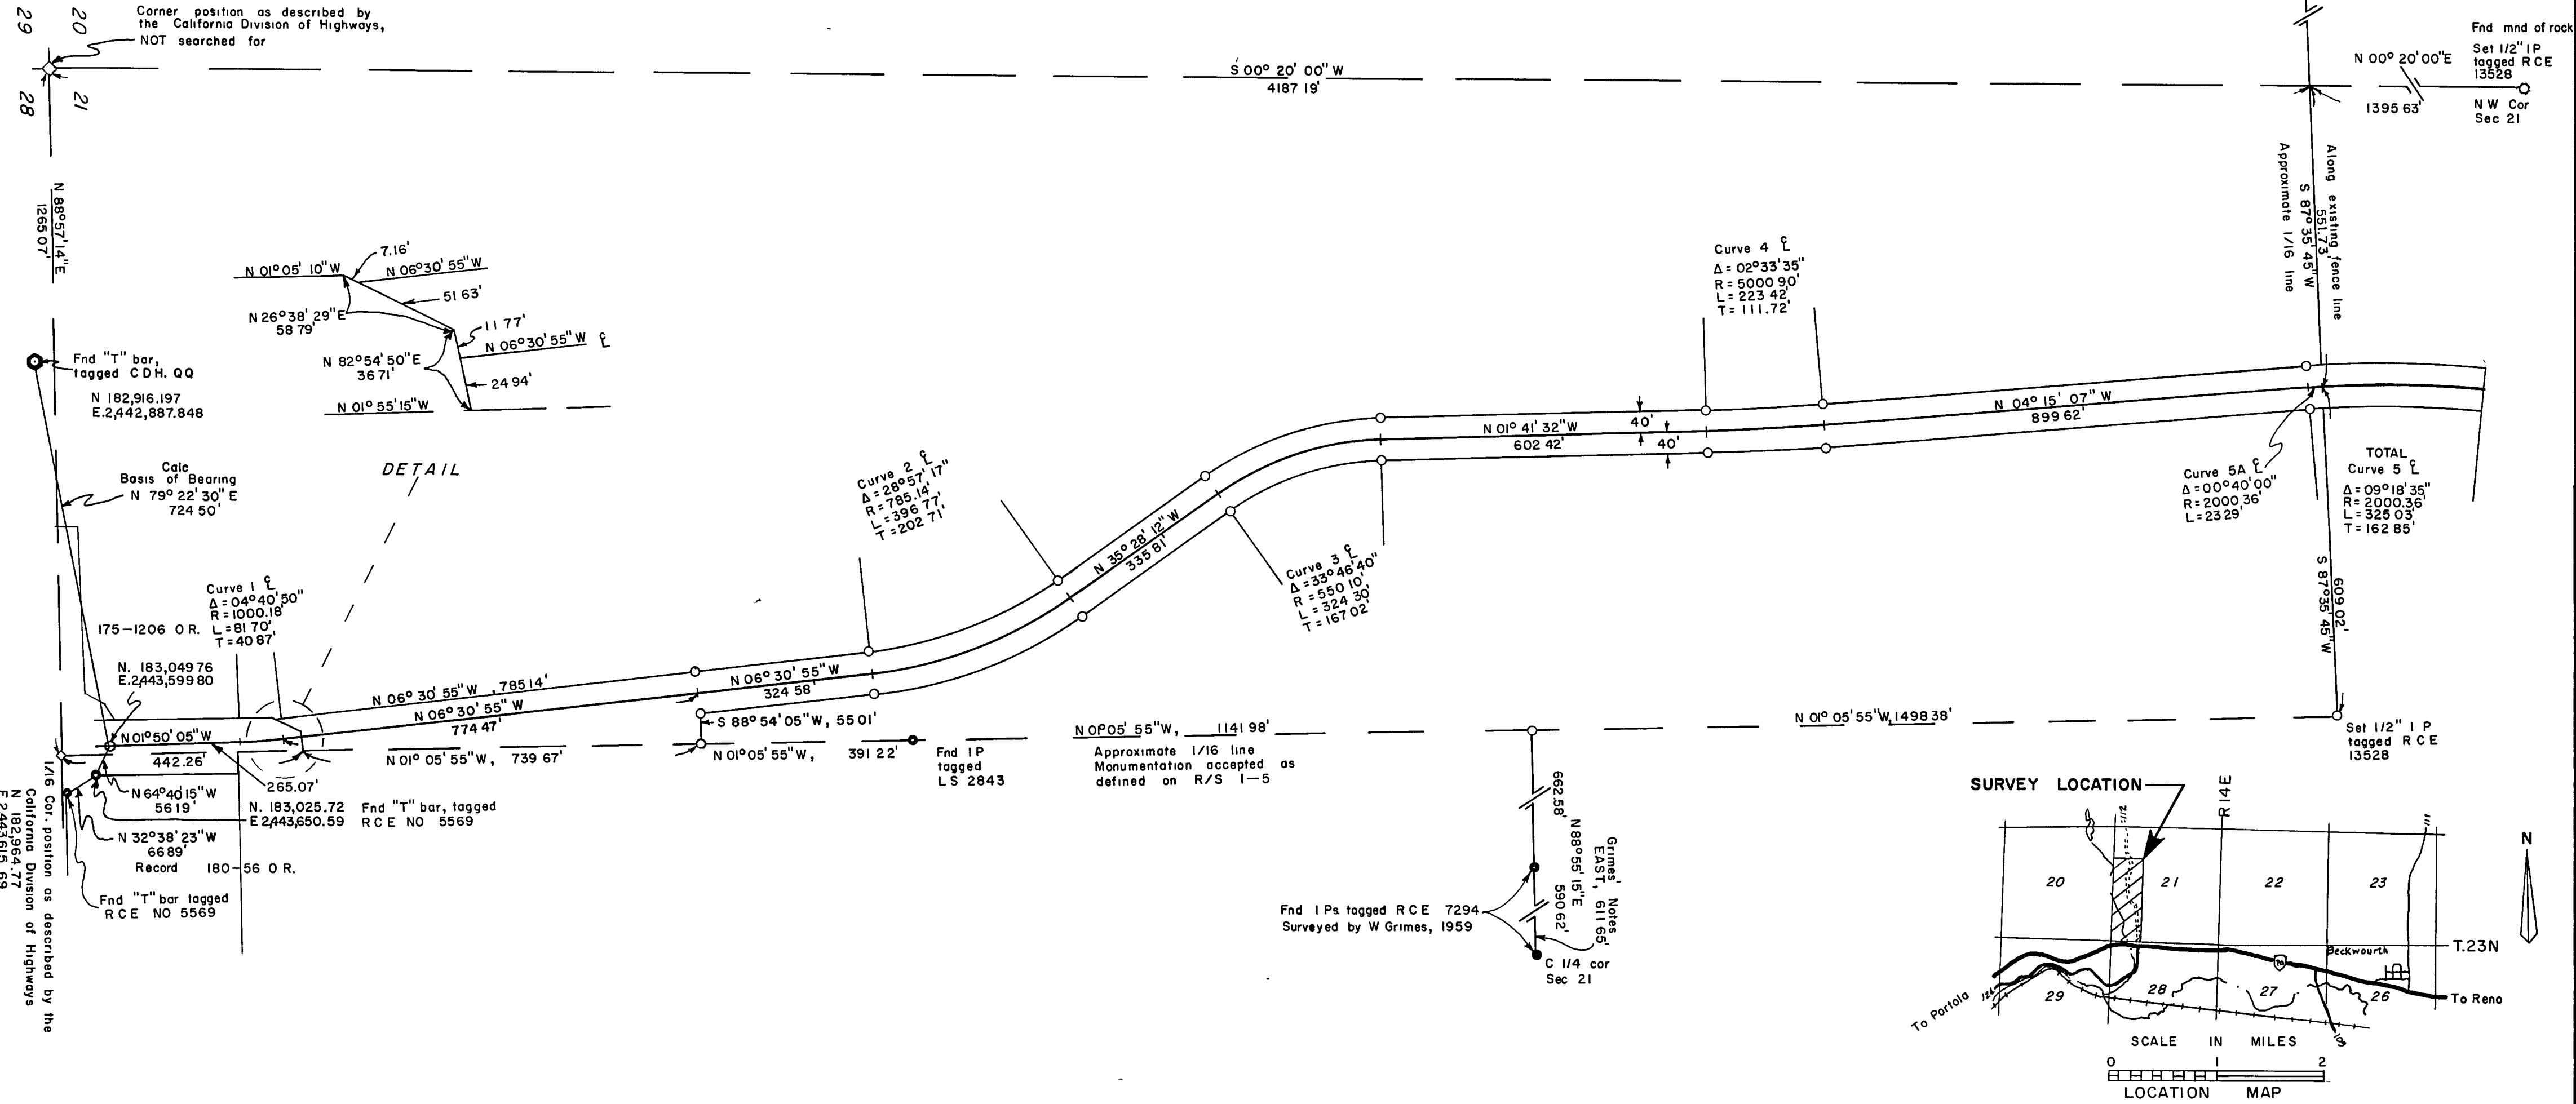 29
20
28
21
Corner position as described by
the California Division of Highways,
NOT searched for
S 00° 20' 00" W
4187 19'
N 00° 20' 00"E
1395 63'
Fnd mnd of rock
Set 1/2" I P
tagged RCE
13528
N W Cor
Sec 21
N 88°57'14"E
1265 07'
N 01° 05' 10" W
7.16'
N 06°30' 55" W
51 63'
N 26°38' 29"E
58 79'
11 77'
N 06°30' 55" W ℄
N 82°54' 50"E
36 71'
24 94'
N 01° 55' 15" W
DETAIL
Fnd "T" bar,
tagged CDH. QQ
N 182,916.197
E.2,442,887.848
Calc
Basis of Bearing
N 79° 22' 30" E
724 50'
Curve 1 ℄
Δ = 04°40' 50"
R = 1000.18'
L = 81 70'
T = 40 87'
175-1206 O R.
N. 183,049 76
E.2,443,599 80
N 01° 50' 05" W
442.26'
265.07'
N 64°40'15" W
56 19'
N. 183,025.72
E 2,443,650.59
Fnd "T" bar, tagged
RCE NO 5569
N 32°38' 23" W
66 89'
Record 180-56 O R.
Fnd "T" bar tagged
RCE NO 5569
1/16 Cor. position as described by the
California Division of Highways
N 182,964.77
E 2,443,615 69
N 06° 30' 55" W , 785 14'
N 06° 30' 55" W
774 47'
N 06° 30' 55" W
324 58'
S 88° 54' 05" W, 55 01'
N 01° 05' 55" W, 739 67'
N 01° 05' 55" W, 391 22'
Fnd I P
tagged
LS 2843
Curve 2 ℄
Δ = 28°57' 17"
R = 785.14'
L = 396 77'
T = 202 71'
N 35° 28' 12" W
335 81'
Curve 3 ℄
Δ = 33°46'40"
R = 550 10'
L = 324 30'
T = 167 02'
N 01° 41' 32" W
602 42'
40'
40'
Curve 4 ℄
Δ = 02°33'35"
R = 5000 90'
L = 223 42'
T = 111.72'
N 04° 15' 07" W
899 62'
Along existing fence line
551.73'
S 87° 35' 45" W
Approximate 1/16 line
Curve 5A ℄
Δ = 00°40'00"
R = 2000.36'
L = 23 29'
TOTAL
Curve 5 ℄
Δ = 09°18'35"
R = 2000.36'
L = 325 03'
T = 162 85'
609 02'
S 87°35' 45" W
Set 1/2" I P
tagged R C E
13528
N 0° 05' 55" W, 1141 98'
Approximate 1/16 line
Monumentation accepted as
defined on R/S 1-5
N 01° 05' 55" W, 1498 38'
662.58'
Grimes' Notes
EAST, 611 65'
N 88° 55' 15" E
590 62'
Fnd I Ps. tagged R C E 7294
Surveyed by W Grimes, 1959
C 1/4 cor
Sec 21
SURVEY LOCATION
R14E
112
111
N
20
21
22
23
T.23N
Beckwourth
70
29
28
27
26
To Portola
To Reno
SCALE IN MILES
0 1 2
LOCATION MAP